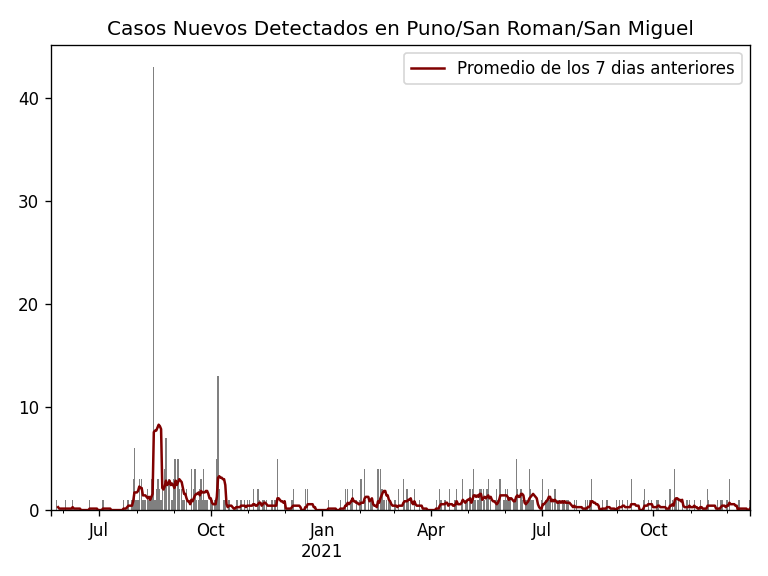 Casos Nuevos Detectados en Puno/San Roman/San Miguel
Promedio de los 7 dias anteriores
40
30
20
10
0
Jul Oct Jan Apr Jul Oct
2021